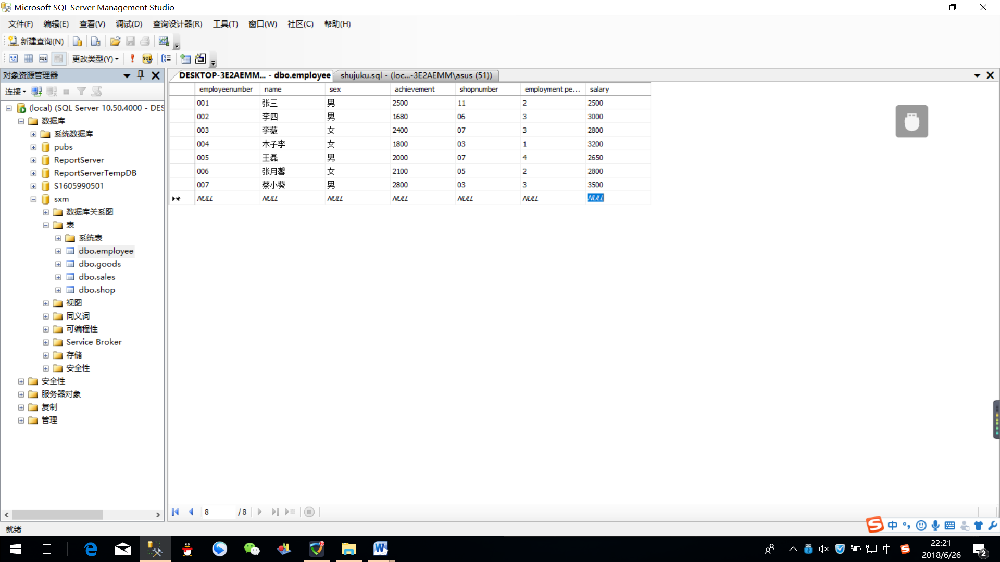 Microsoft SQL Server Management Studio
文件(F) 编辑(E) 查看(V) 调试(D) 查询设计器(R) 工具(T) 窗口(W) 社区(C) 帮助(H)
新建查询(N)
更改类型(Y)
对象资源管理器
连接
(local) (SQL Server 10.50.4000 - DES
数据库
系统数据库
pubs
ReportServer
ReportServerTempDB
S1605990501
sxm
数据库关系图
表
系统表
dbo.employee
dbo.goods
dbo.sales
dbo.shop
视图
同义词
可编程性
Service Broker
存储
安全性
安全性
服务器对象
复制
管理
DESKTOP-3E2AEMM... - dbo.employee shujuku.sql - (loc...-3E2AEMM\asus (51))
employeenumber name sex achievement shopnumber employment pe... salary
001 张三 男 2500 11 2 2500
002 李四 男 1680 06 3 3000
003 李薇 女 2400 07 3 2800
004 木子李 女 1800 03 1 3200
005 王磊 男 2000 07 4 2650
006 张月馨 女 2100 05 2 2800
007 蔡小葵 男 2800 03 3 3500
NULL NULL NULL NULL NULL NULL NULL
8 / 8
就绪
中
中
22:21
2018/6/26
2